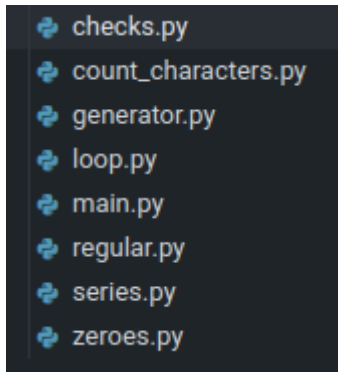 checks.py
count_characters.py
generator.py
loop.py
main.py
regular.py
series.py
zeroes.py